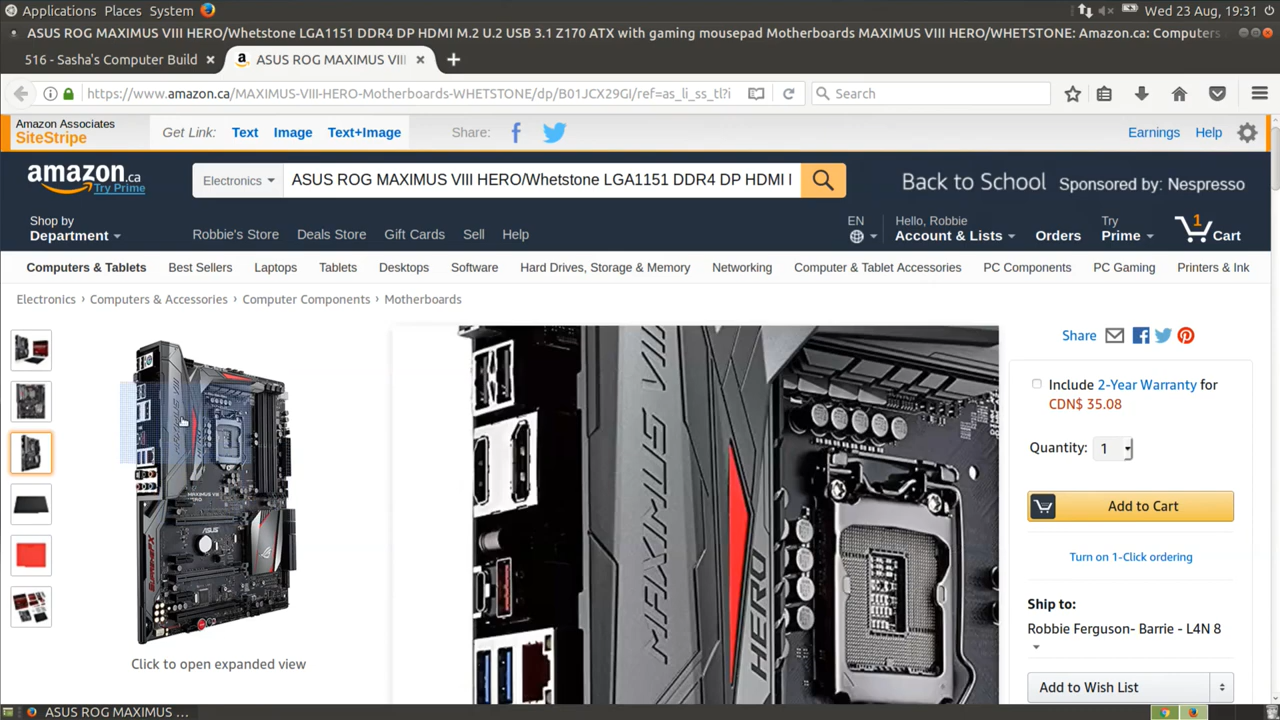 Applications Places System
Wed 23 Aug, 19:31
ASUS ROG MAXIMUS VIII HERO/Whetstone LGA1151 DDR4 DP HDMI M.2 U.2 USB 3.1 Z170 ATX with gaming mousepad Motherboards MAXIMUS VIII HERO/WHETSTONE: Amazon.ca: Computers
516 - Sasha's Computer Build
ASUS ROG MAXIMUS VIII
https://www.amazon.ca/MAXIMUS-VIII-HERO-Motherboards-WHETSTONE/dp/B01JCX29GI/ref=as_li_ss_tl?i
Search
Amazon Associates
SiteStripe
Get Link: Text Image Text+Image
Share:
Earnings Help
amazon.ca
Try Prime
Electronics
ASUS ROG MAXIMUS VIII HERO/Whetstone LGA1151 DDR4 DP HDMI
Back to School Sponsored by: Nespresso
Shop by
Department
Robbie's Store Deals Store Gift Cards Sell Help
EN
Hello, Robbie
Account & Lists
Orders
Try
Prime
1
Cart
Computers & Tablets Best Sellers Laptops Tablets Desktops Software Hard Drives, Storage & Memory Networking Computer & Tablet Accessories PC Components PC Gaming Printers & Ink
Electronics › Computers & Accessories › Computer Components › Motherboards
MAXIMUS VIII
HERO
ASUS
MAXIMUS VIII
HERO
Share
Include 2-Year Warranty for
CDN$ 35.08
Quantity: 1
Add to Cart
Turn on 1-Click ordering
Ship to:
Robbie Ferguson- Barrie - L4N 8
Add to Wish List
Click to open expanded view
ASUS ROG MAXIMUS ...